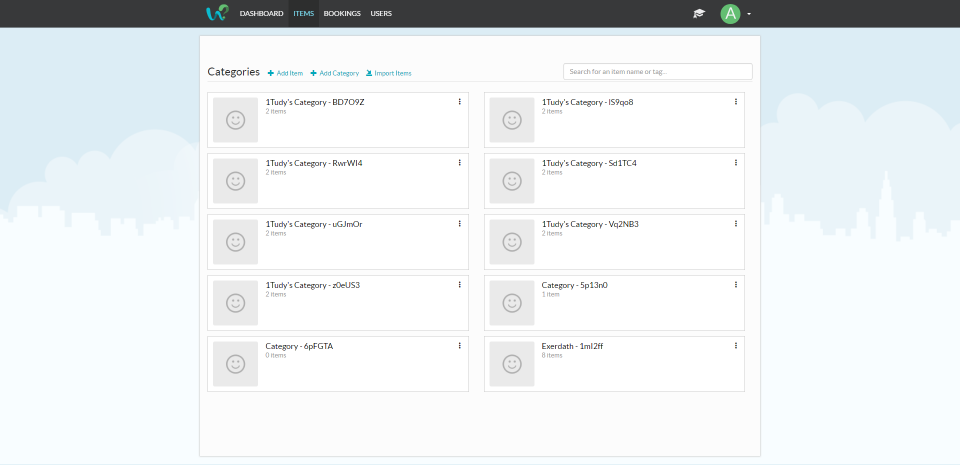 DASHBOARD ITEMS BOOKINGS USERS A
Categories Add Item Add Category Import Items Search for an item name or tag...
1Tudy's Category - BD7O9Z
2 items
1Tudy's Category - IS9qo8
2 items
1Tudy's Category - RwrWI4
2 items
1Tudy's Category - Sd1TC4
2 items
1Tudy's Category - uGJmOr
2 items
1Tudy's Category - Vq2NB3
2 items
1Tudy's Category - z0eUS3
2 items
Category - 5p13n0
1 item
Category - 6pFGTA
0 items
Exerdath - 1ml2ff
8 items